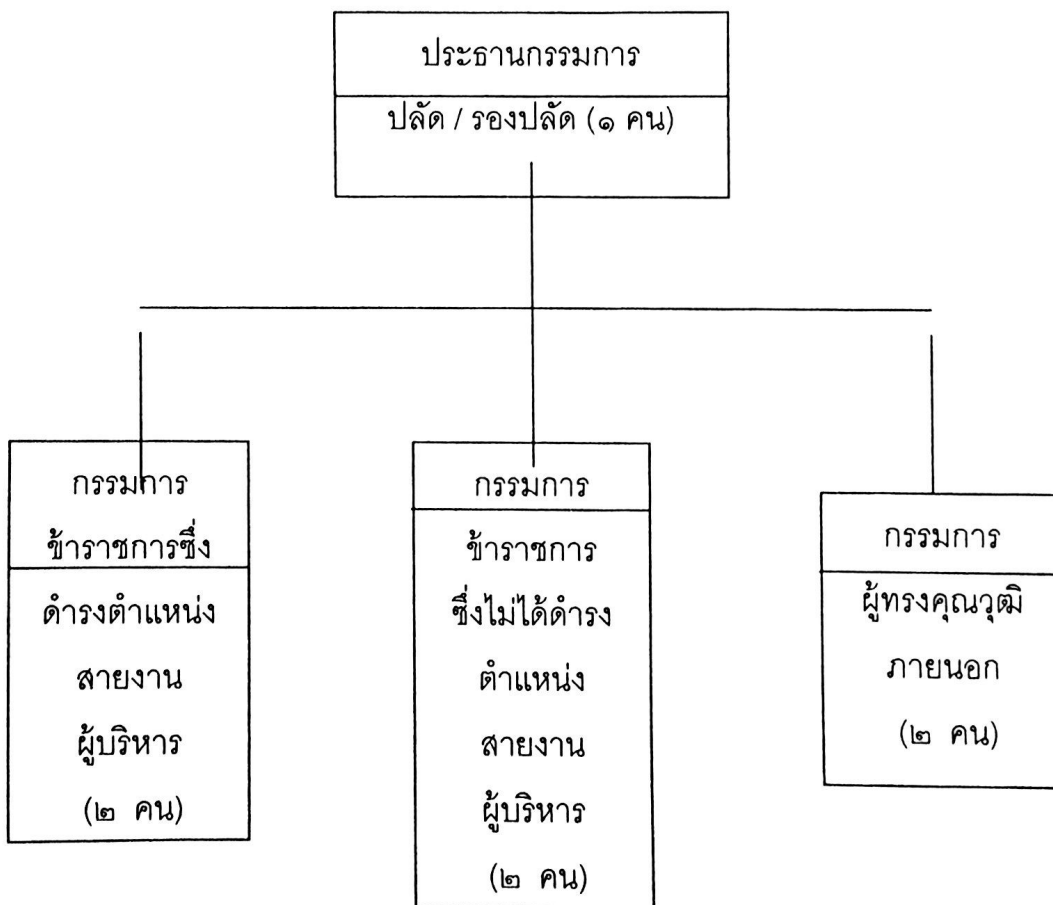 ประธานกรรมการ
ปลัด / รองปลัด (๑ คน)
กรรมการ
ข้าราชการซึ่ง
ดำรงตำแหน่ง
สายงาน
ผู้บริหาร
(๒ คน)
กรรมการ
ข้าราชการ
ซึ่งไม่ได้ดำรง
ตำแหน่ง
สายงาน
ผู้บริหาร
(๒ คน)
กรรมการ
ผู้ทรงคุณวุฒิ
ภายนอก
(๒ คน)